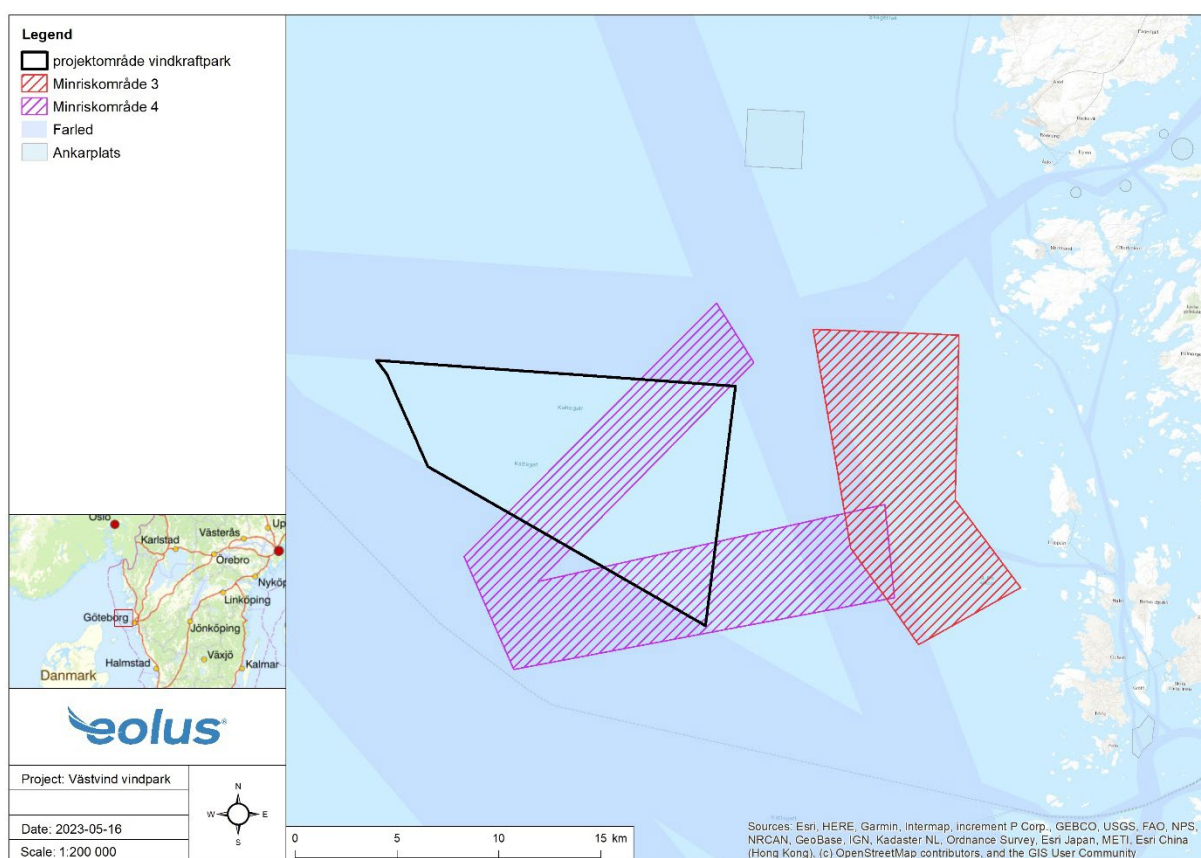 Legend
projektområde vindkraftpark
Minriskområde 3
Minriskområde 4
Farled
Ankarplats
Kattegat
Kattegat
Oslo
Karlstad
Västerås
Up
Örebro
Nyköp
Linköping
Göteborg
Jönköping
Halmstad
Växjö
Kalmar
Danmark
eolus®
Project: Västvind vindpark
Date: 2023-05-16
Scale: 1:200 000
N
W
E
S
0 5 10 15 km
Sources: Esri, HERE, Garmin, Intermap, increment P Corp., GEBCO, USGS, FAO, NPS,
NRCAN, GeoBase, IGN, Kadaster NL, Ordnance Survey, Esri Japan, METI, Esri China
(Hong Kong), (c) OpenStreetMap contributors, and the GIS User Community